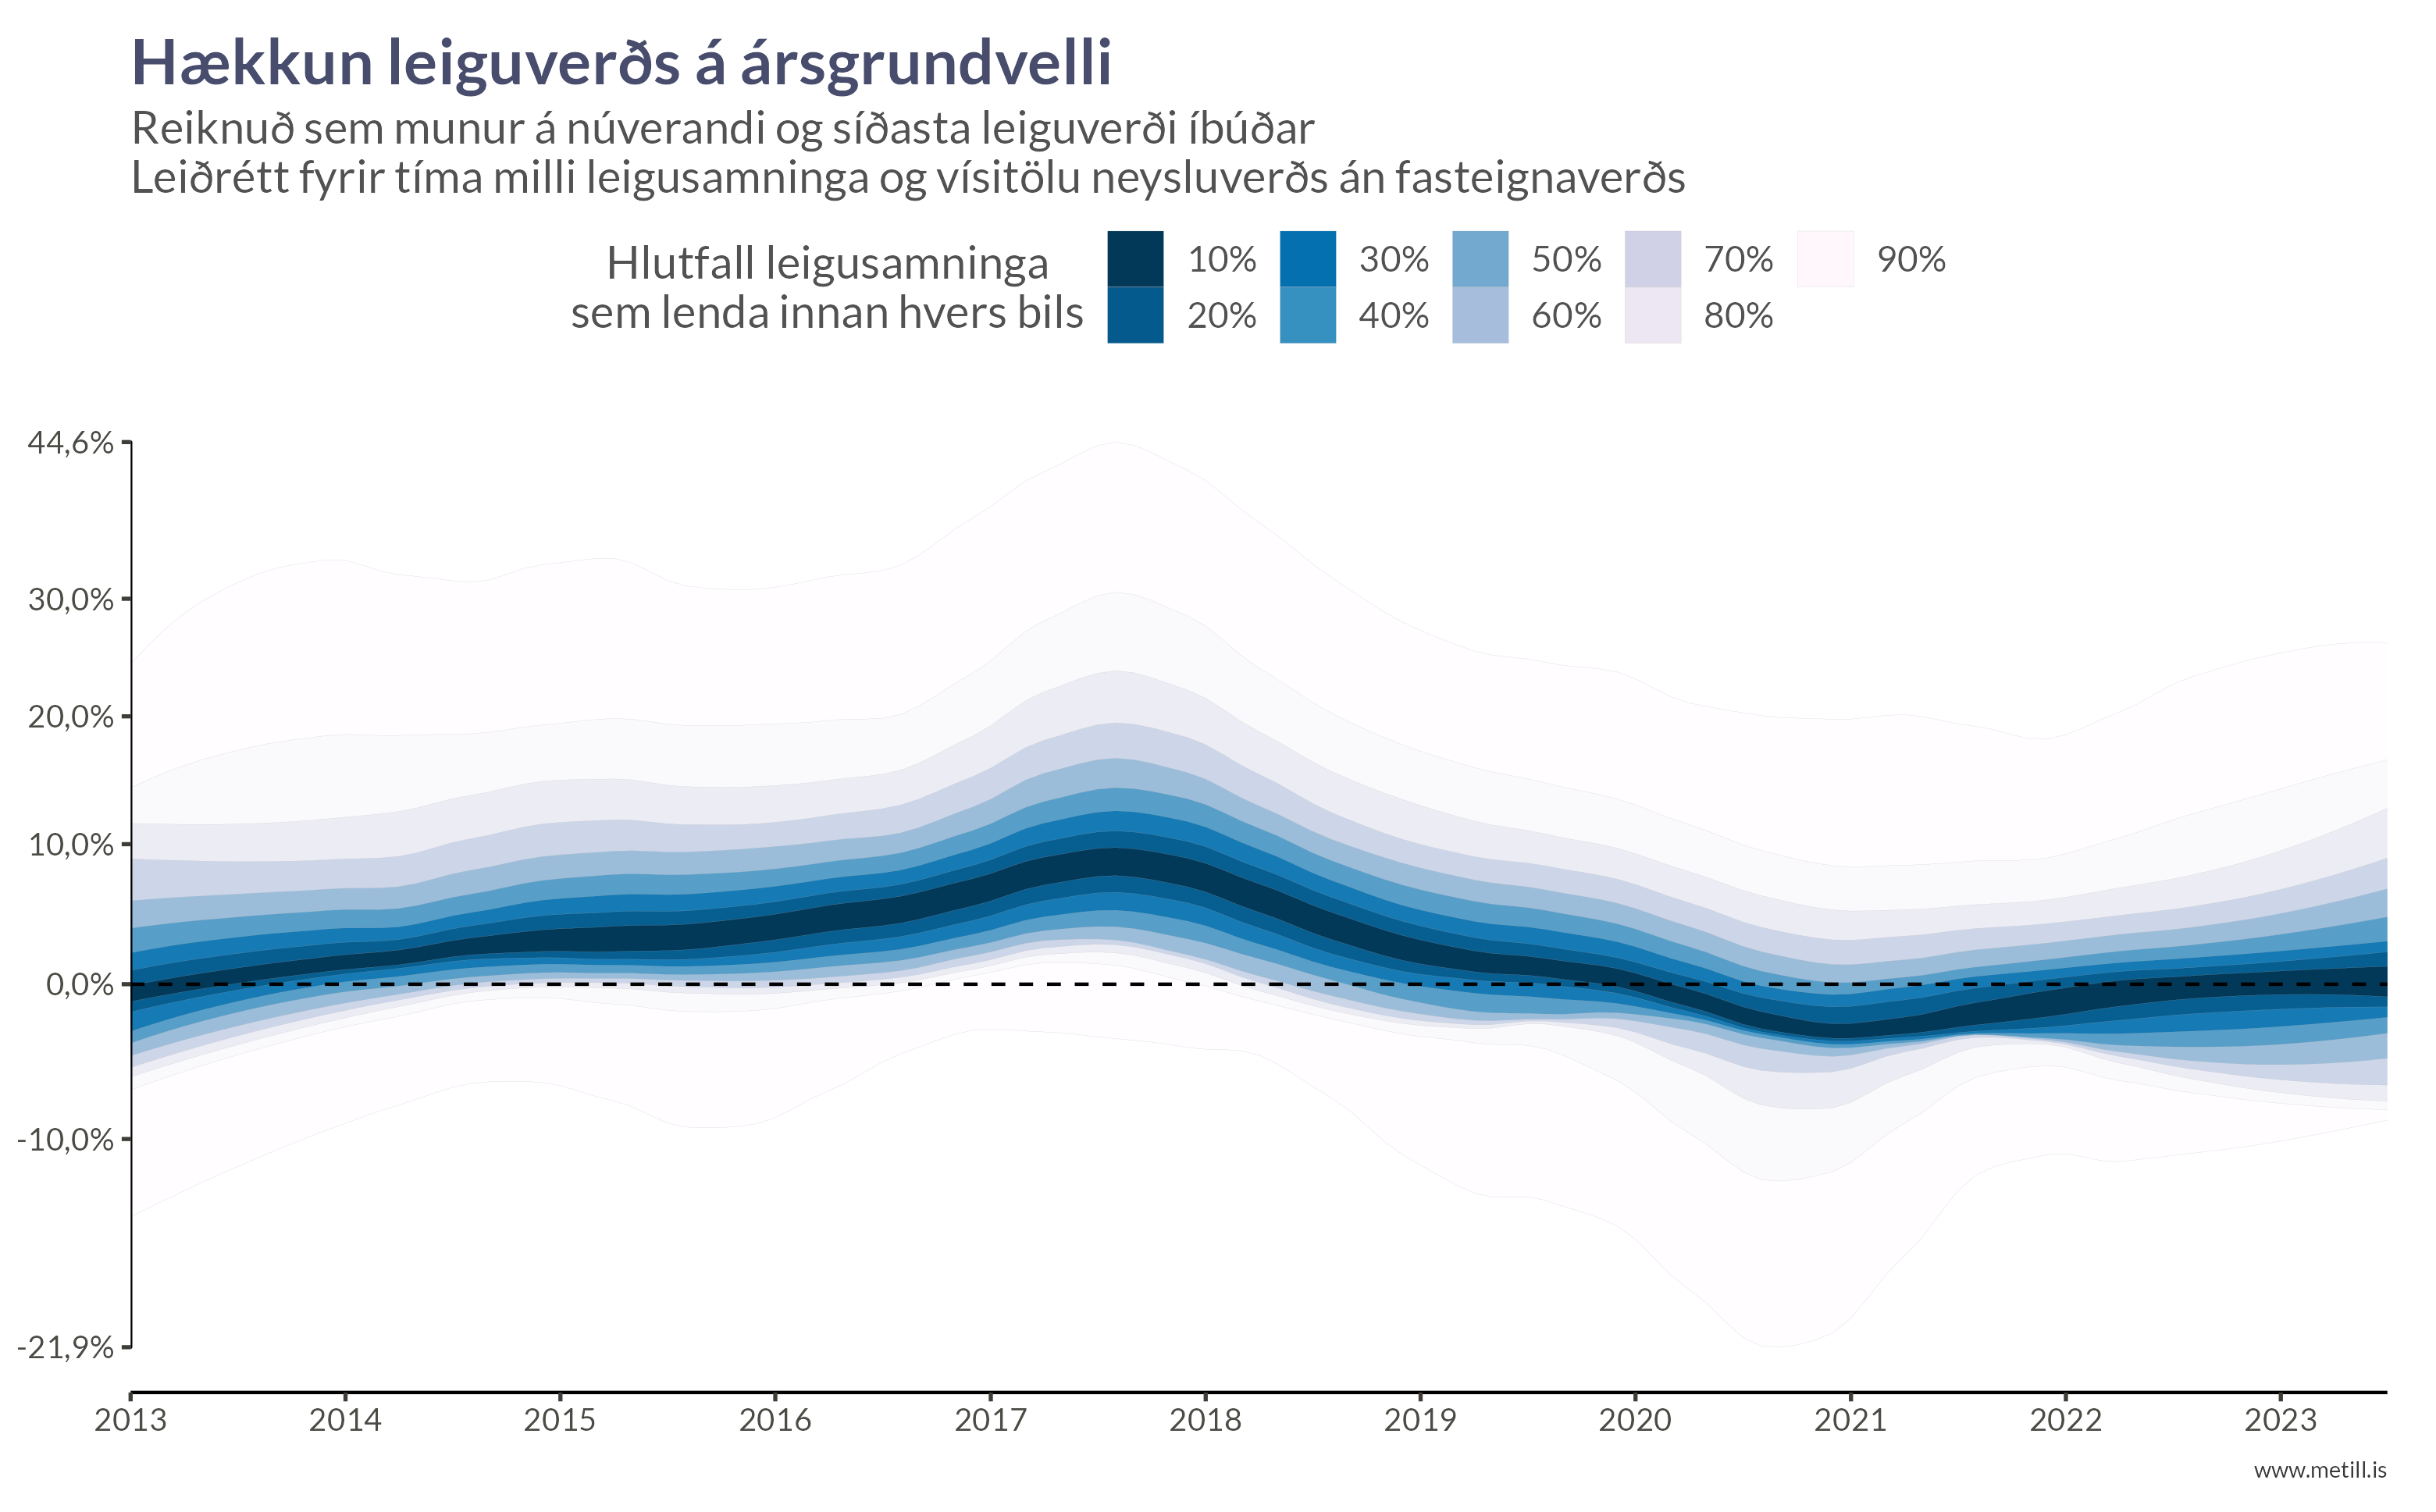 Hækkun leiguverðs á ársgrundvelli
Reiknuð sem munur á núverandi og síðasta leiguverði íbúðar
Leiðrétt fyrir tíma milli leigusamninga og vísitölu neysluverðs án fasteignaverðs
Hlutfall leigusamninga
sem lenda innan hvers bils
10% 30% 50% 70% 90%
20% 40% 60% 80%
44,6%
30,0%
20,0%
10,0%
0,0%
-10,0%
-21,9%
2013 2014 2015 2016 2017 2018 2019 2020 2021 2022 2023
www.metill.is